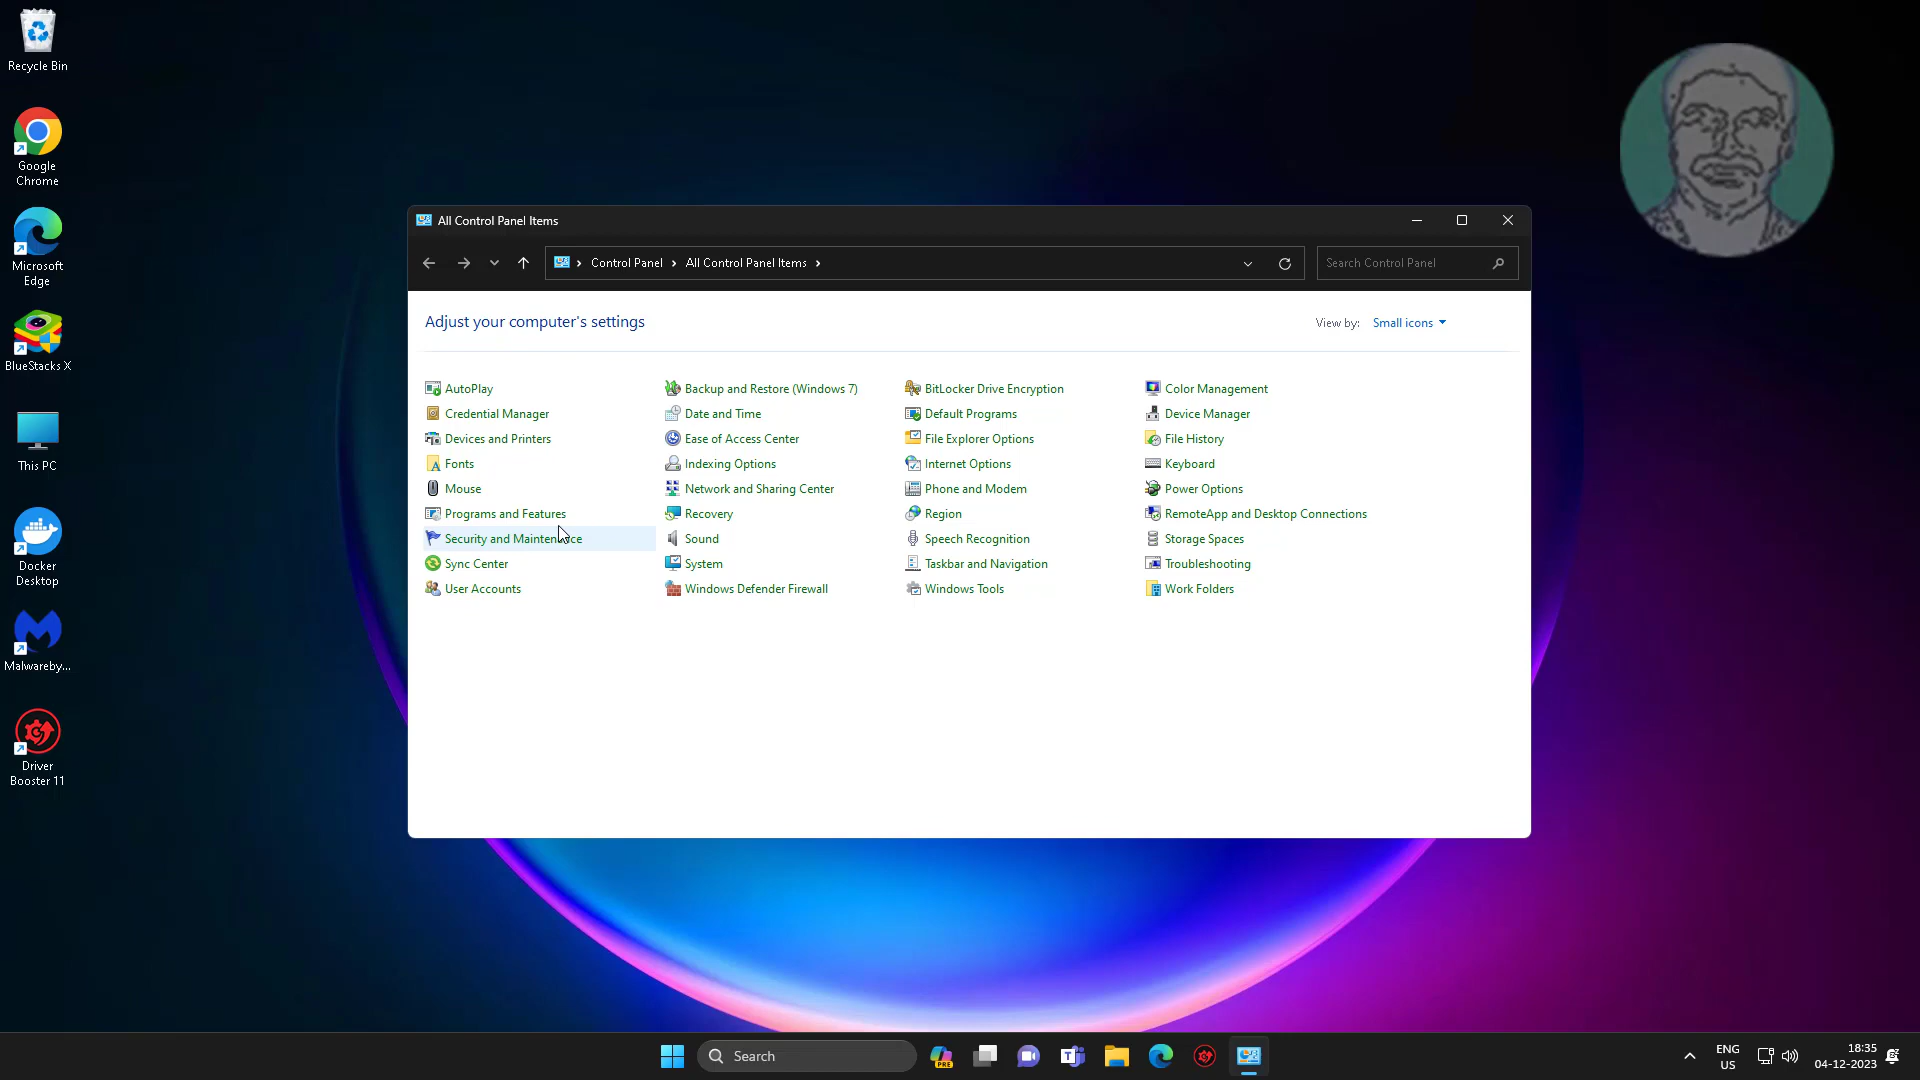 Recycle Bin
Google
Chrome
Microsoft
Edge
BlueStacks X
This PC
Docker
Desktop
Malwareby...
Driver
Booster 11
All Control Panel Items
Control Panel > All Control Panel Items >
Search Control Panel
Adjust your computer's settings
View by: Small icons
AutoPlay
Backup and Restore (Windows 7)
BitLocker Drive Encryption
Color Management
Credential Manager
Date and Time
Default Programs
Device Manager
Devices and Printers
Ease of Access Center
File Explorer Options
File History
Fonts
Indexing Options
Internet Options
Keyboard
Mouse
Network and Sharing Center
Phone and Modem
Power Options
Programs and Features
Recovery
Region
RemoteApp and Desktop Connections
Security and Maintenance
Sound
Speech Recognition
Storage Spaces
Sync Center
System
Taskbar and Navigation
Troubleshooting
User Accounts
Windows Defender Firewall
Windows Tools
Work Folders
Search
PRE
ENG
US
18:35
04-12-2023